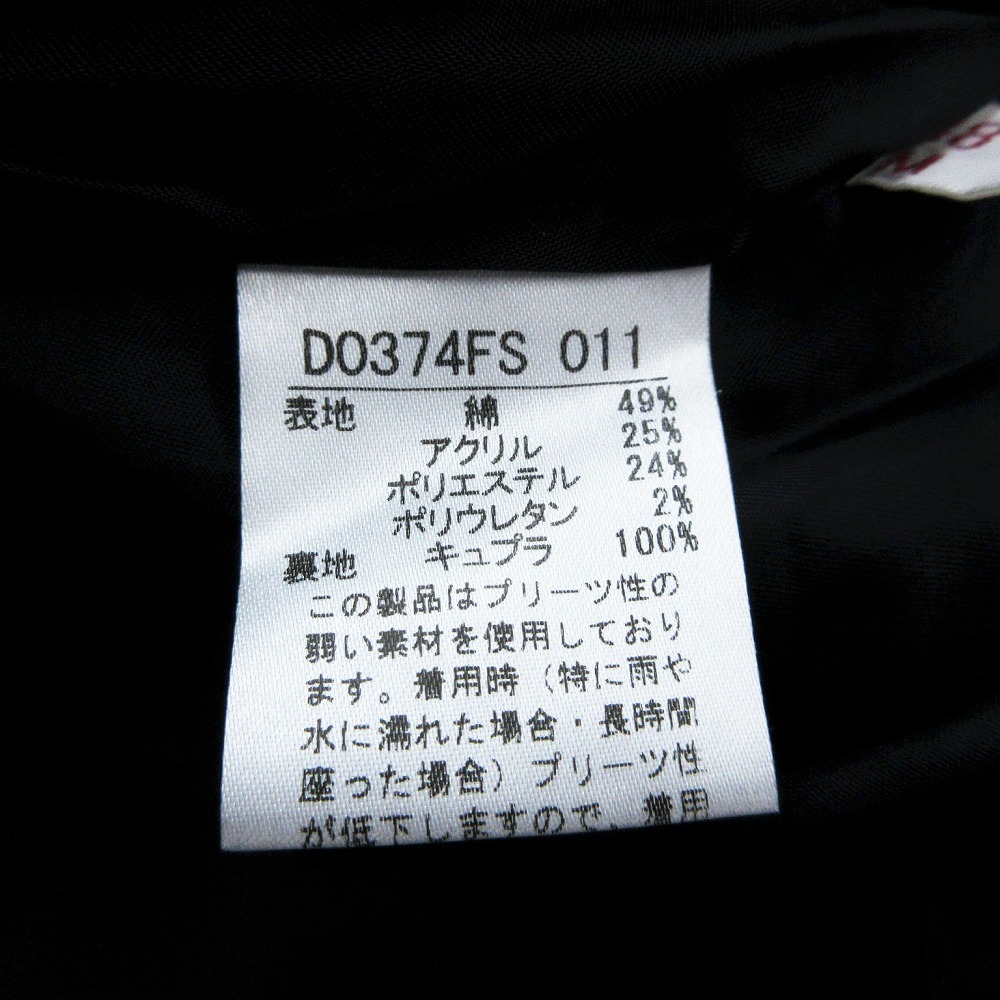 D0374FS 011
表地 綿 49%
アクリル 25%
ポリエステル 24%
ポリウレタン 2%
裏地 キュプラ 100%
この製品はプリーツ性の
弱い素材を使用しており
ます。着用時（特に雨や
水に濡れた場合・長時間
座った場合）プリーツ性
が低下しますので、着用